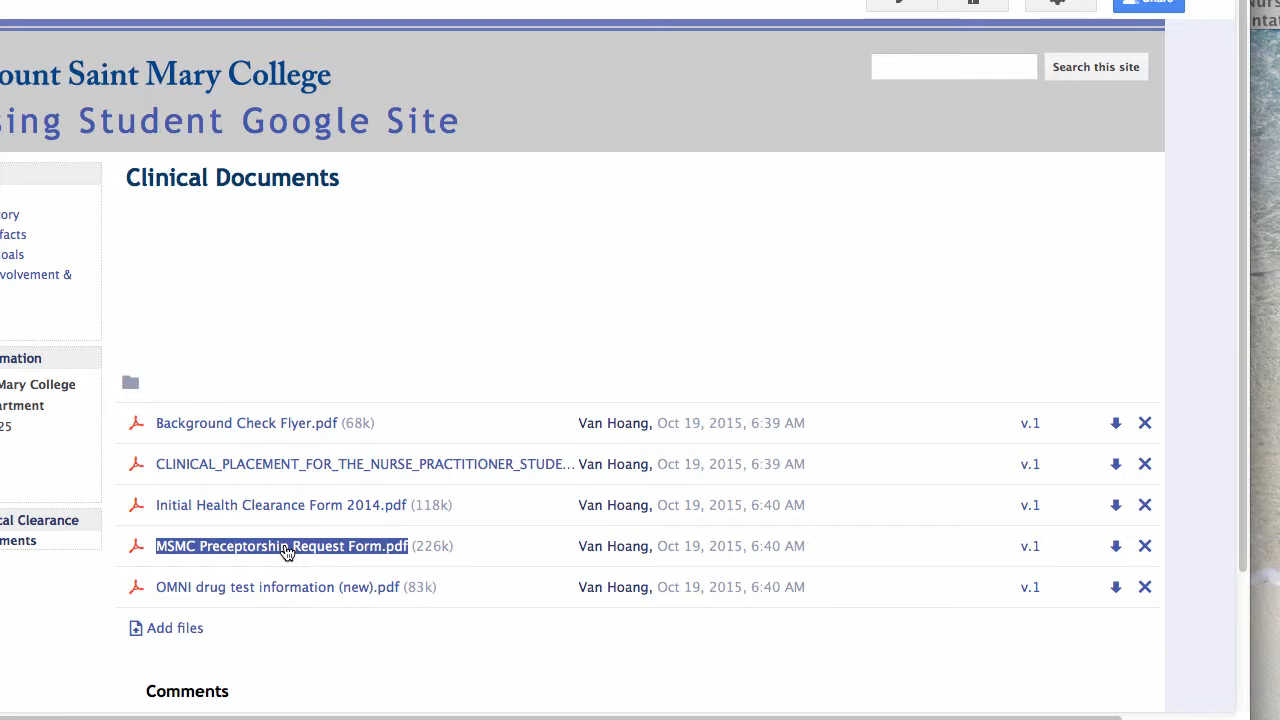 Share
ount Saint Mary College
Search this site
sing Student Google Site
Clinical Documents
tory
facts
oals
volvement &
mation
Mary College
artment
25
cal Clearance
ments
Background Check Flyer.pdf (68k) Van Hoang, Oct 19, 2015, 6:39 AM v.1
CLINICAL_PLACEMENT_FOR_THE_NURSE_PRACTITIONER_STUDE... Van Hoang, Oct 19, 2015, 6:39 AM v.1
Initial Health Clearance Form 2014.pdf (118k) Van Hoang, Oct 19, 2015, 6:40 AM v.1
MSMC Preceptorship Request Form.pdf (226k) Van Hoang, Oct 19, 2015, 6:40 AM v.1
OMNI drug test information (new).pdf (83k) Van Hoang, Oct 19, 2015, 6:40 AM v.1
Add files
Comments